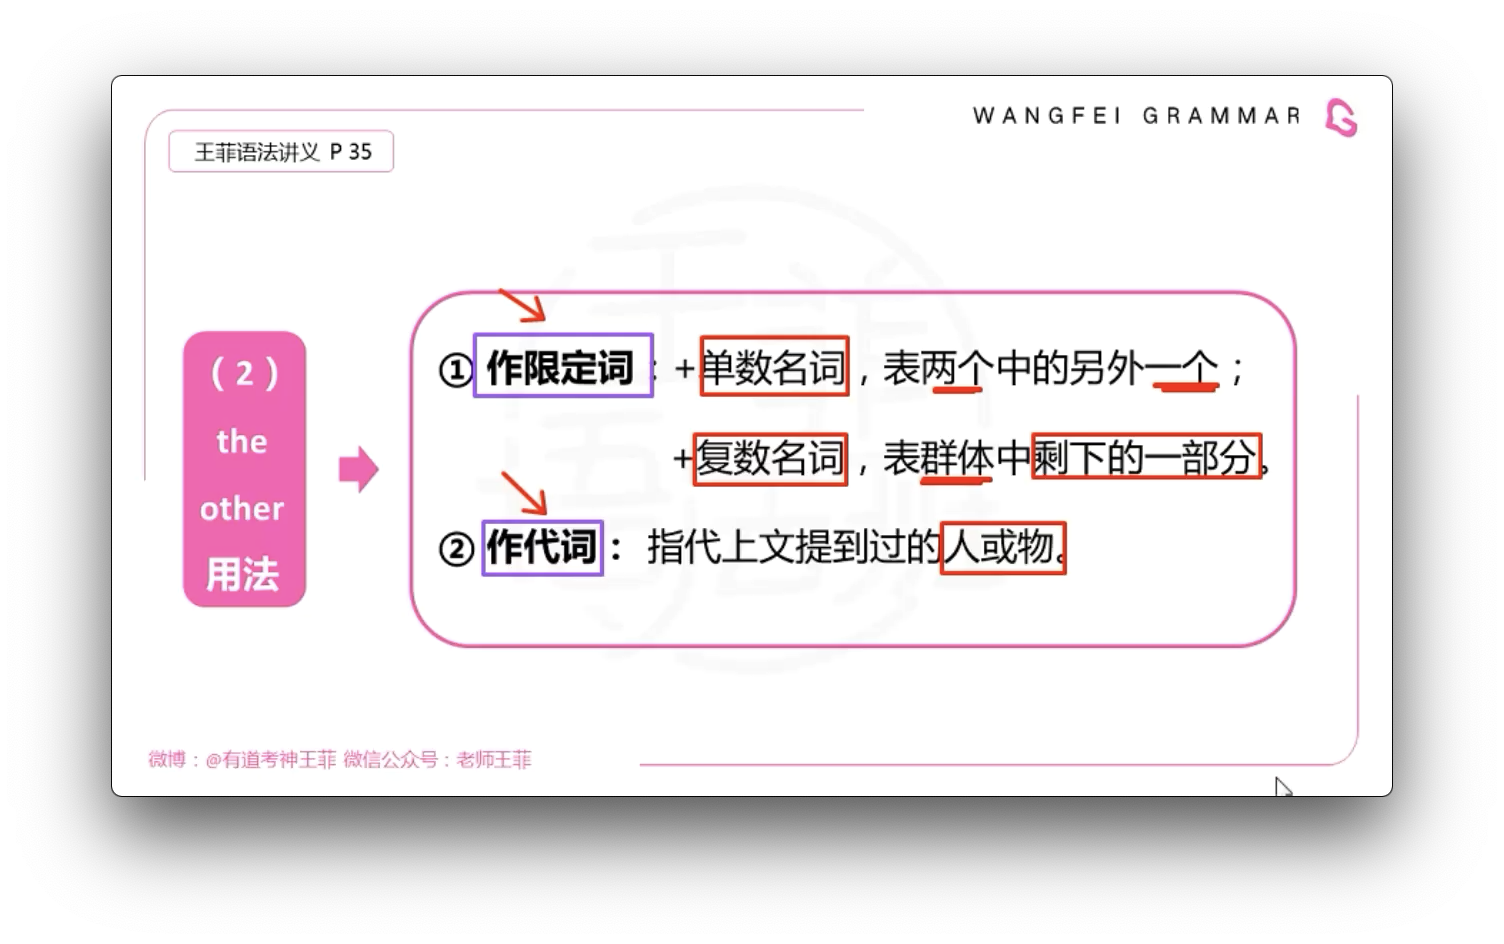 WANGFEI GRAMMAR
王菲语法讲义 P 35
（2）
the
other
用法
① 作限定词：+单数名词，表两个中的另外一个；
+复数名词，表群体中剩下的一部分。
② 作代词： 指代上文提到过的人或物。
微博：@有道考神王菲 微信公众号：老师王菲